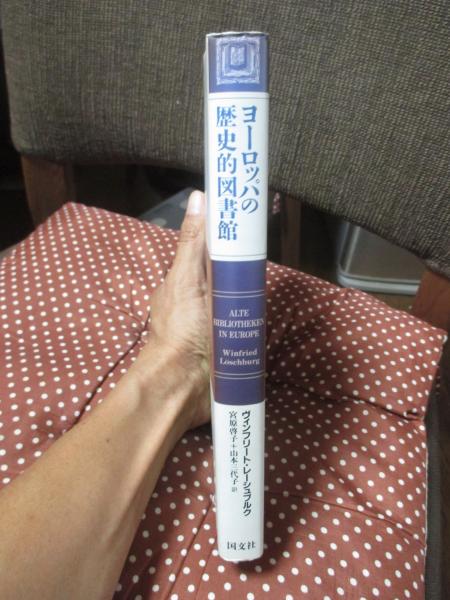 ヨーロッパの
歴史的図書館
ALTE
BIBLIOTHEKEN
IN EUROPE
Winfried
Löschburg
ヴィンフリート・レーシュブルク
宮原啓子+山本三代子 訳
国文社